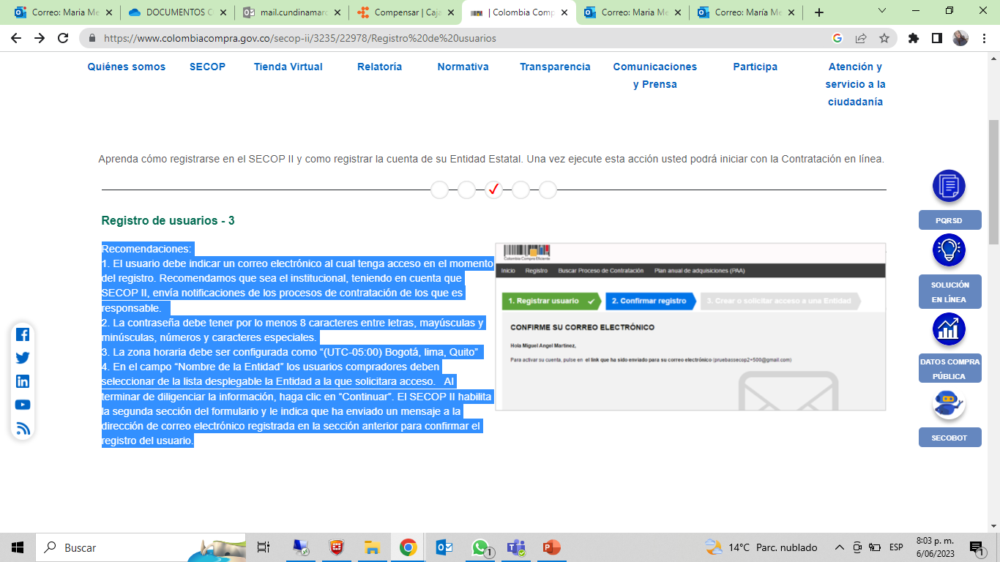 Correo: Maria Me
DOCUMENTOS C
mail.cundinamarc
Compensar | Caja
| Colombia Comp
Correo: Maria Me
Correo: María Me
https://www.colombiacompra.gov.co/secop-ii/3235/22978/Registro%20de%20usuarios
Quiénes somos
SECOP
Tienda Virtual
Relatoría
Normativa
Transparencia
Comunicaciones
y Prensa
Participa
Atención y
servicio a la
ciudadanía
Aprenda cómo registrarse en el SECOP II y como registrar la cuenta de su Entidad Estatal. Una vez ejecute esta acción usted podrá iniciar con la Contratación en línea.
Registro de usuarios - 3
Recomendaciones:
1. El usuario debe indicar un correo electrónico al cual tenga acceso en el momento
del registro. Recomendamos que sea el institucional, teniendo en cuenta que
SECOP II, envía notificaciones de los procesos de contratación de los que es
responsable.
2. La contraseña debe tener por lo menos 8 caracteres entre letras, mayúsculas y
minúsculas, números y caracteres especiales.
3. La zona horaria debe ser configurada como “(UTC-05:00) Bogotá, lima, Quito”
4. En el campo “Nombre de la Entidad” los usuarios compradores deben
seleccionar de la lista desplegable la Entidad a la que solicitara acceso. Al
terminar de diligenciar la información, haga clic en “Continuar”. El SECOP II habilita
la segunda sección del formulario y le indica que ha enviado un mensaje a la
dirección de correo electrónico registrada en la sección anterior para confirmar el
registro del usuario.
Colombia Compra Eficiente
Inicio Registro Buscar Proceso de Contratación Plan anual de adquisiciones (PAA)
1. Registrar usuario
2. Confirmar registro
3. Crear o solicitar acceso a una Entidad
CONFIRME SU CORREO ELECTRÓNICO
Hola Miguel Angel Martinez,
Para activar su cuenta, pulse en el link que ha sido enviado para su correo electrónico (pruebassecop2+500@gmail.com)
PQRSD
SOLUCIÓN
EN LÍNEA
DATOS COMPRA
PÚBLICA
SECOBOT
Buscar
1
14°C Parc. nublado
ESP
8:03 p. m.
6/06/2023
1